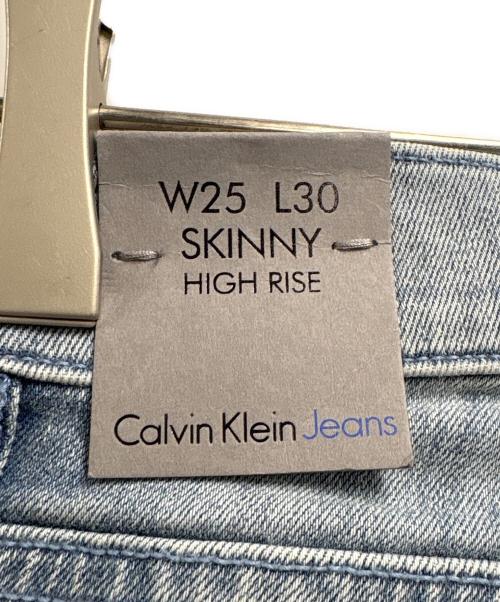 W25 L30
SKINNY
HIGH RISE
Calvin Klein Jeans